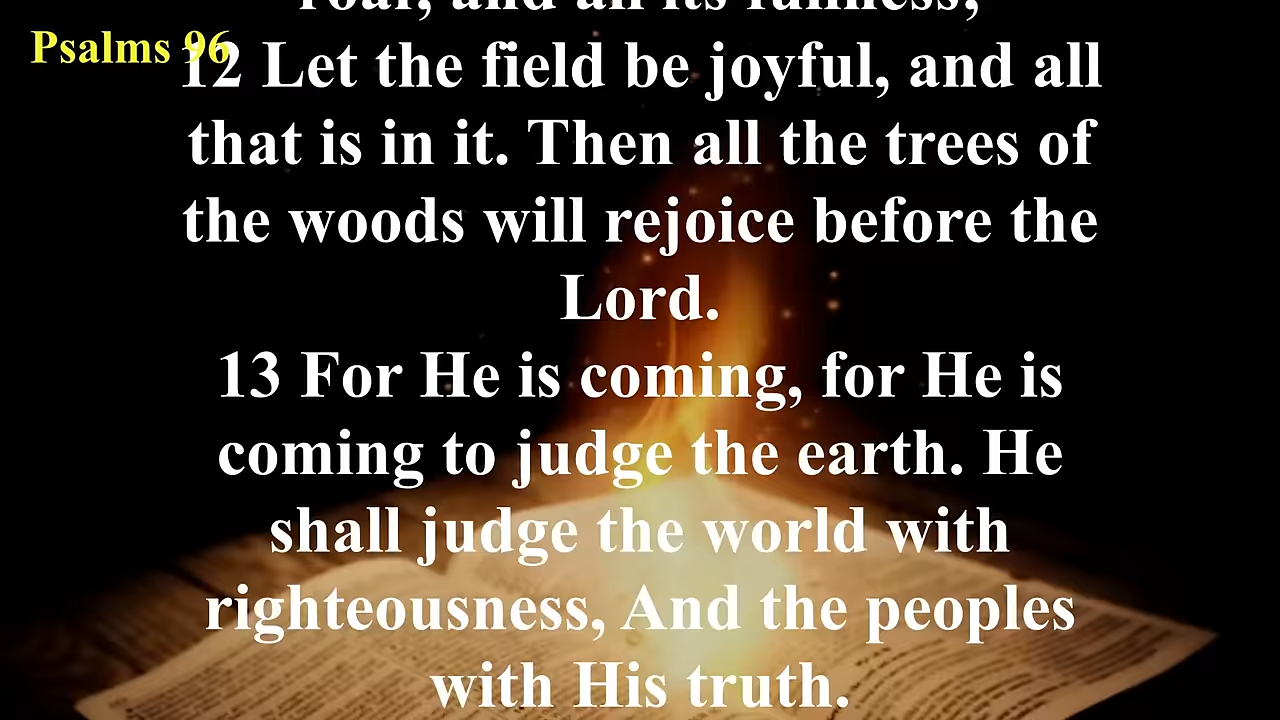 roar, and all its fullness;
Psalms 96
12 Let the field be joyful, and all
that is in it. Then all the trees of
the woods will rejoice before the
Lord.
13 For He is coming, for He is
coming to judge the earth. He
shall judge the world with
righteousness, And the peoples
with His truth.